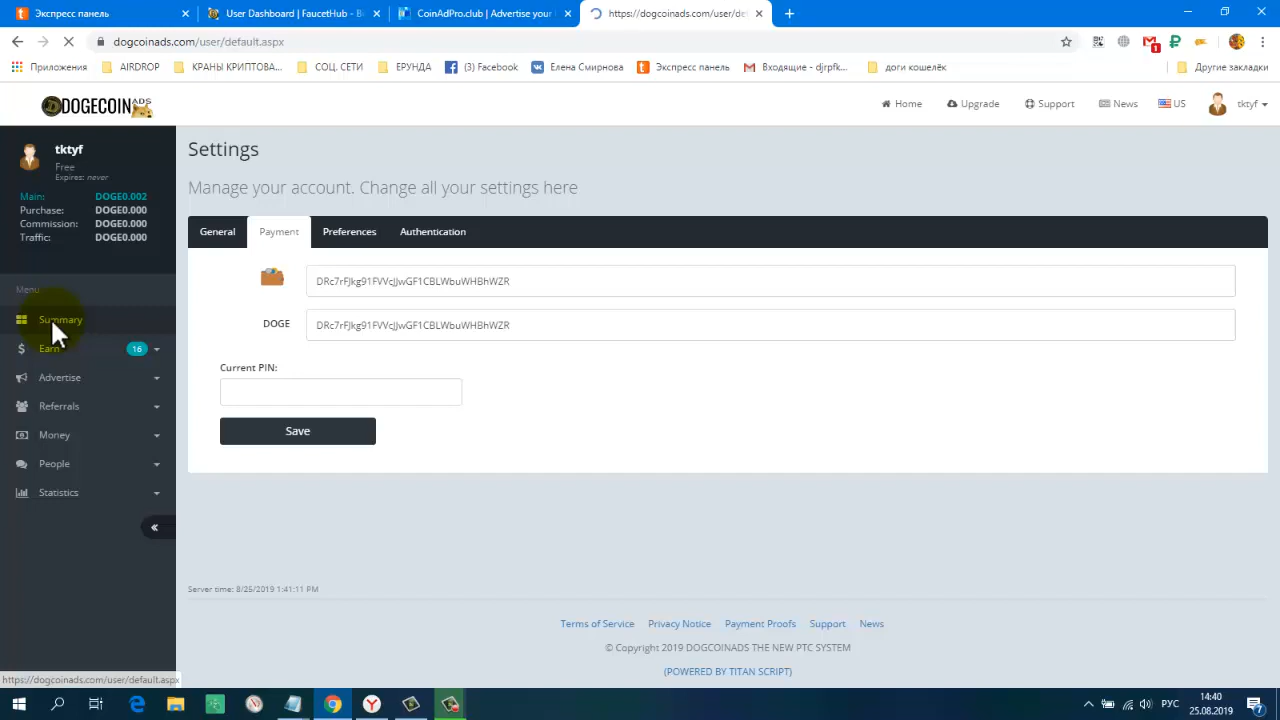 Экспресс панель
User Dashboard | FaucetHub - B
CoinAdPro.club | Advertise your
https://dogcoinads.com/user/def
dogcoinads.com/user/default.aspx
1
Приложения
AIRDROP
КРАНЫ КРИПТОВА...
СОЦ. СЕТИ
ЕРУНДА
(3) Facebook
Елена Смирнова
Экспресс панель
Входящие - djrpfk...
доги кошелёк
Другие закладки
DOGECOIN ADS
Home
Upgrade
Support
News
US
tktyf
tktyf
Free
Expires: never
Main: DOGE0.002
Purchase: DOGE0.000
Commission: DOGE0.000
Traffic: DOGE0.000
Menu
Summary
Earn 16
Advertise
Referrals
Money
People
Statistics
Settings
Manage your account. Change all your settings here
General
Payment
Preferences
Authentication
DOGE
Current PIN:
Save
Server time: 8/25/2019 1:41:11 PM
Terms of Service
Privacy Notice
Payment Proofs
Support
News
© Copyright 2019 DOGCOINADS THE NEW PTC SYSTEM
(POWERED BY TITAN SCRIPT)
https://dogcoinads.com/user/default.aspx
РУС
14:40
25.08.2019
7